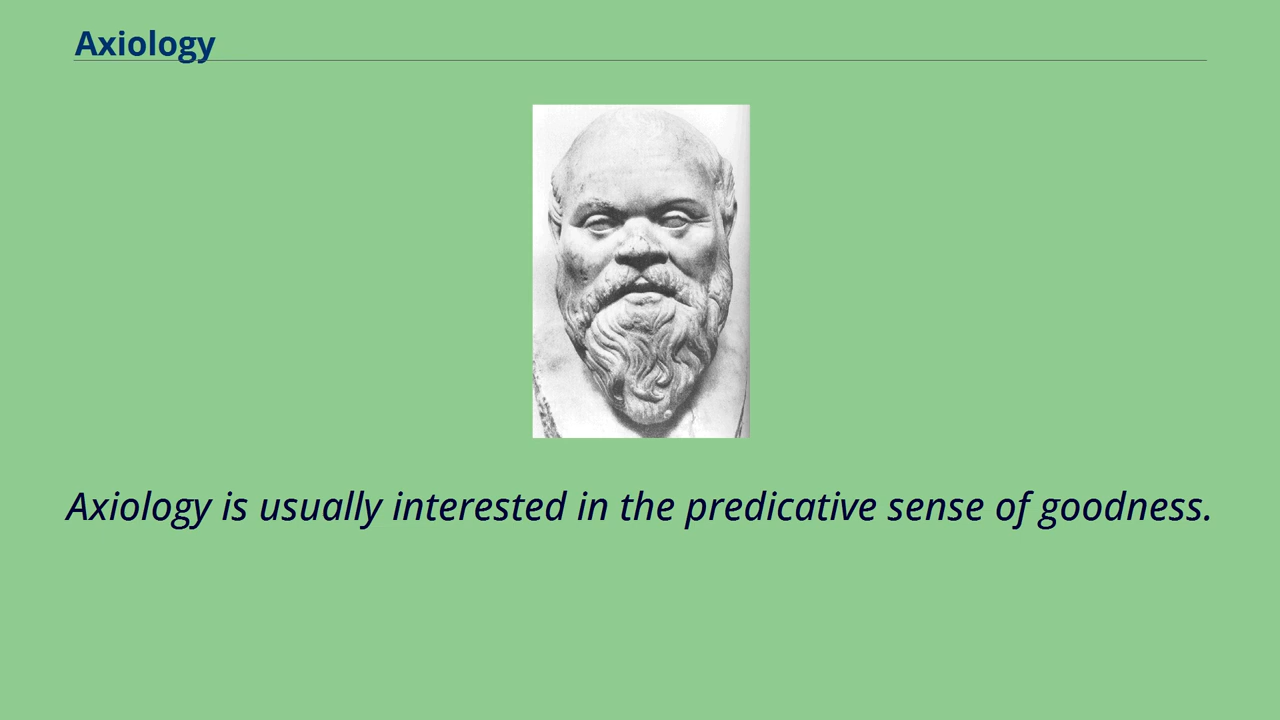 Axiology
Axiology is usually interested in the predicative sense of goodness.